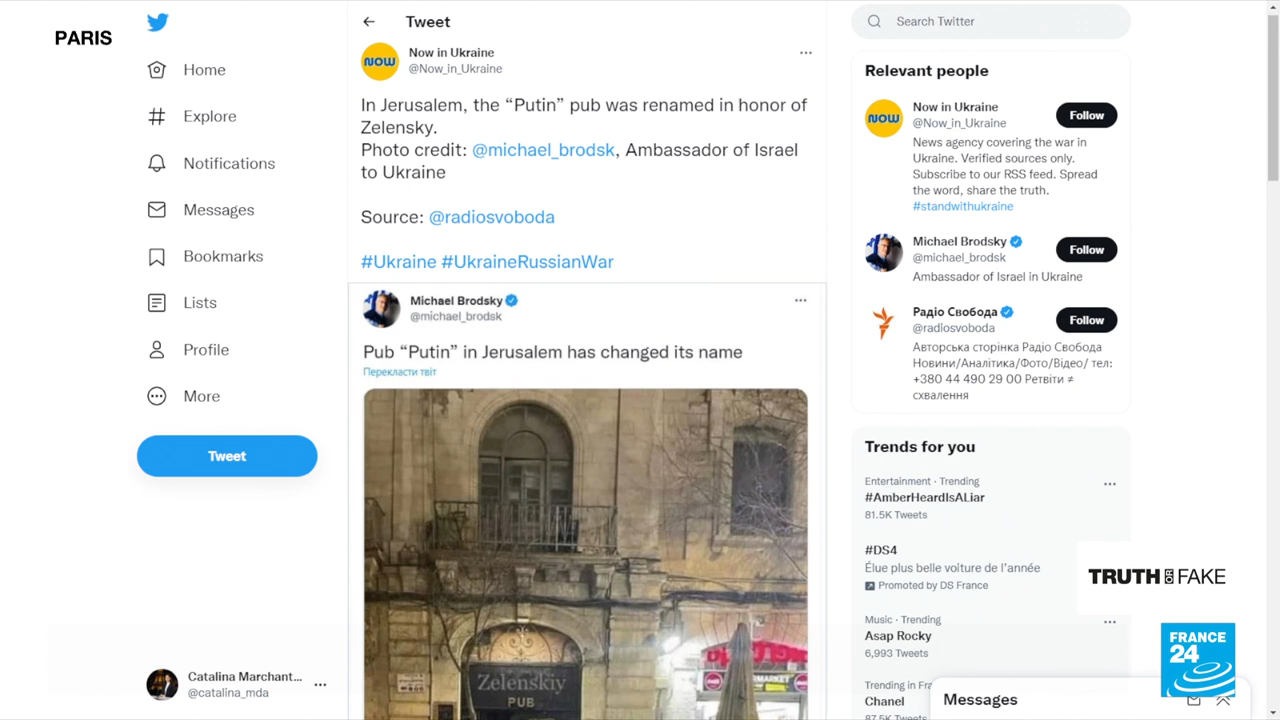 PARIS
Home
Explore
Notifications
Messages
Bookmarks
Lists
Profile
More
Tweet
Catalina Marchant...
@catalina_mda
Tweet
NOW
Now in Ukraine
@Now_in_Ukraine
In Jerusalem, the “Putin” pub was renamed in honor of
Zelensky.
Photo credit: @michael_brodsk, Ambassador of Israel
to Ukraine
Source: @radiosvoboda
#Ukraine #UkraineRussianWar
Michael Brodsky
@michael_brodsk
Pub “Putin” in Jerusalem has changed its name
Перекласти твіт
Zelenskiy
PUB
Search Twitter
Relevant people
NOW
Now in Ukraine
@Now_in_Ukraine
Follow
News agency covering the war in
Ukraine. Verified sources only.
Subscribe to our RSS feed. Spread
the word, share the truth.
#standwithukraine
Michael Brodsky
@michael_brodsk
Follow
Ambassador of Israel in Ukraine
Радіо Свобода
@radiosvoboda
Follow
Авторська сторінка Радіо Свобода
Новини/Аналітика/Фото/Відео/ тел:
+380 44 490 29 00 Ретвіти ≠
схвалення
Trends for you
Entertainment · Trending
#AmberHeardIsALiar
81.5K Tweets
#DS4
Élue plus belle voiture de l’année
Promoted by DS France
Music · Trending
Asap Rocky
6,993 Tweets
Trending in Fra
Chanel
87.5K Tweets
Messages
TRUTH OR FAKE
FRANCE
24